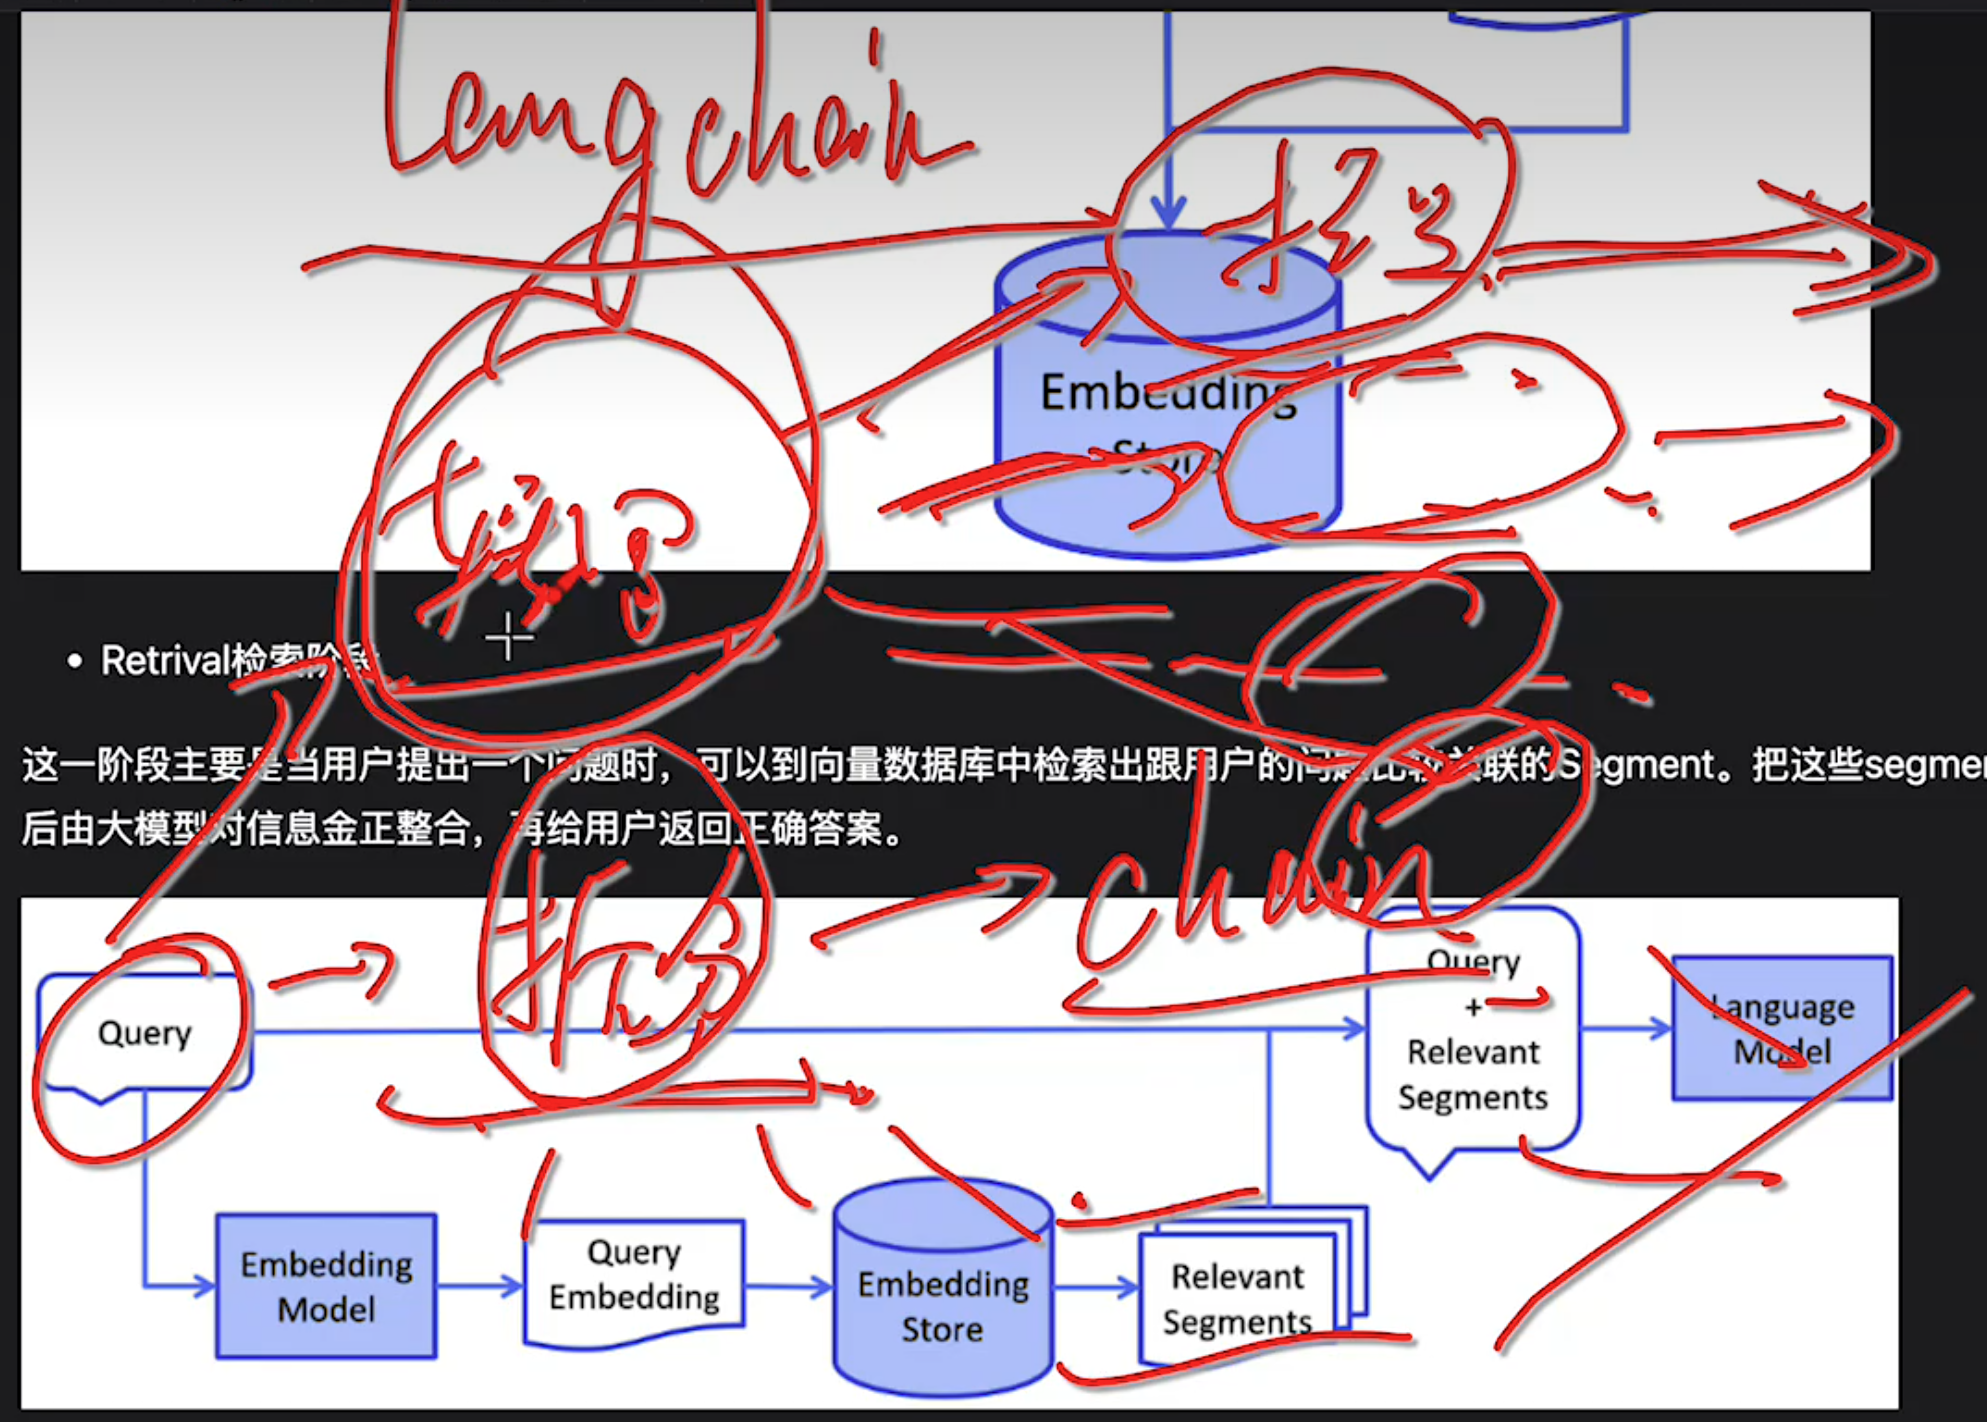 Langchain
Embedding
Store
• Retrival检索阶段
这一阶段主要是当用户提出一个问题时，可以到向量数据库中检索出跟用户的问题比较关联的Segment。把这些segmen
后由大模型对信息金正整合，再给用户返回正确答案。
拆分
chain
Query
Query
+
Relevant
Segments
Language
Model
Embedding
Model
Query
Embedding
Embedding
Store
Relevant
Segments